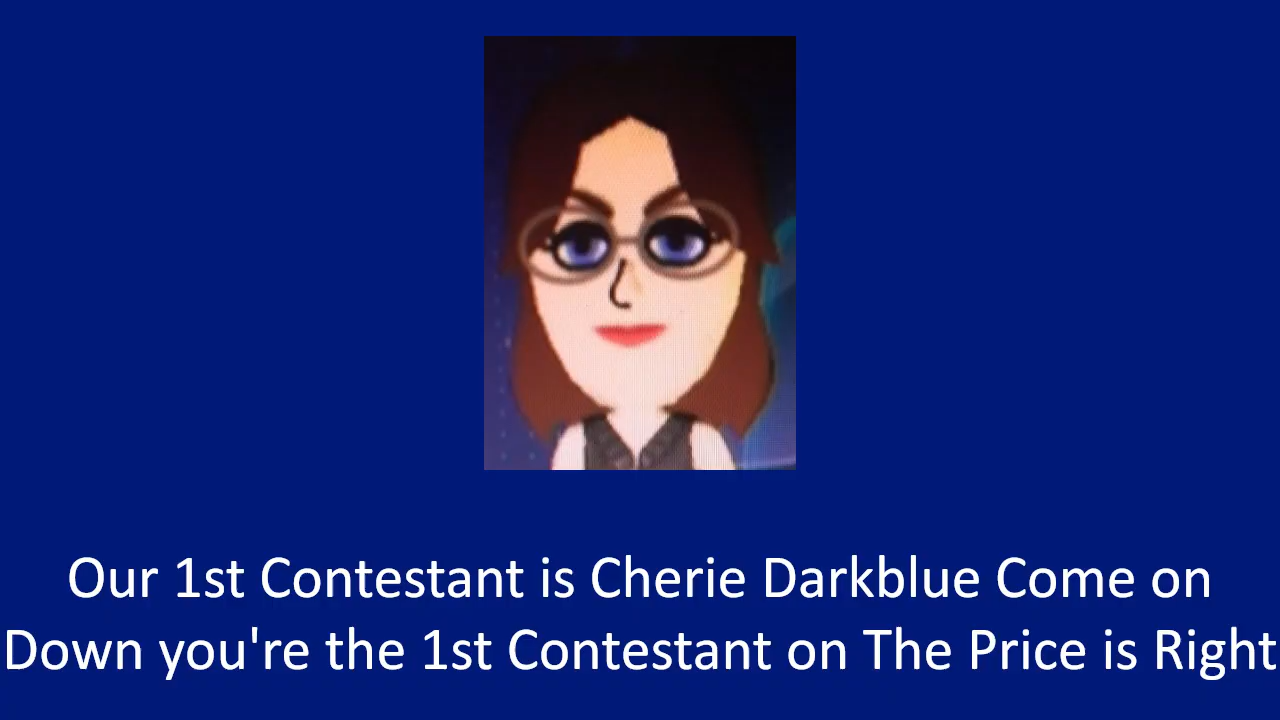 Our 1st Contestant is Cherie Darkblue Come on
Down you're the 1st Contestant on The Price is Right